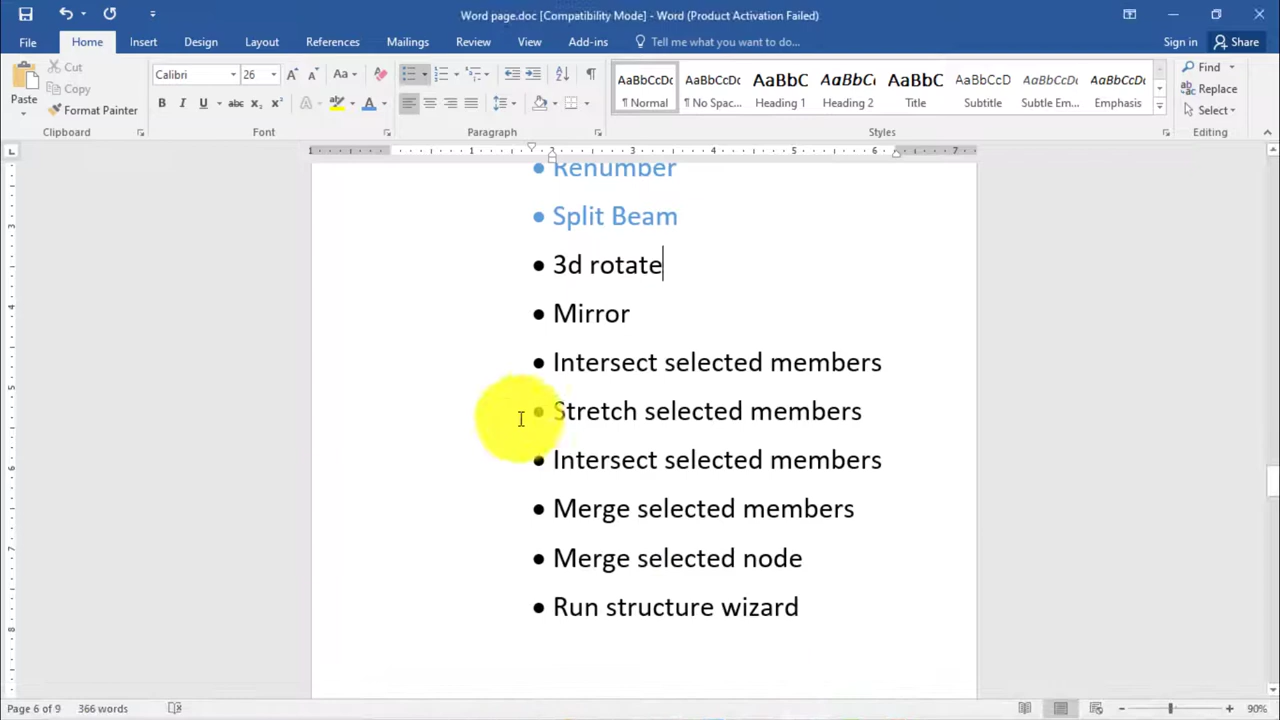 Word page.doc [Compatibility Mode] - Word (Product Activation Failed)
File Home Insert Design Layout References Mailings Review View Add-ins Tell me what you want to do... Sign in Share
Paste
Cut
Copy
Format Painter
Clipboard
Calibri 26
Font
Paragraph
AaBbCcDc AaBbCcDc AaBbC AaBbCc AaBbC AaBbCcD AaBbCcDc AaBbCcDc
¶ Normal ¶ No Spac... Heading 1 Heading 2 Title Subtitle Subtle Em... Emphasis
Styles
Find
Replace
Select
Editing
• Renumber
• Split Beam
• 3d rotate
• Mirror
• Intersect selected members
• Stretch selected members
• Intersect selected members
• Merge selected members
• Merge selected node
• Run structure wizard
Page 6 of 9 366 words 90%